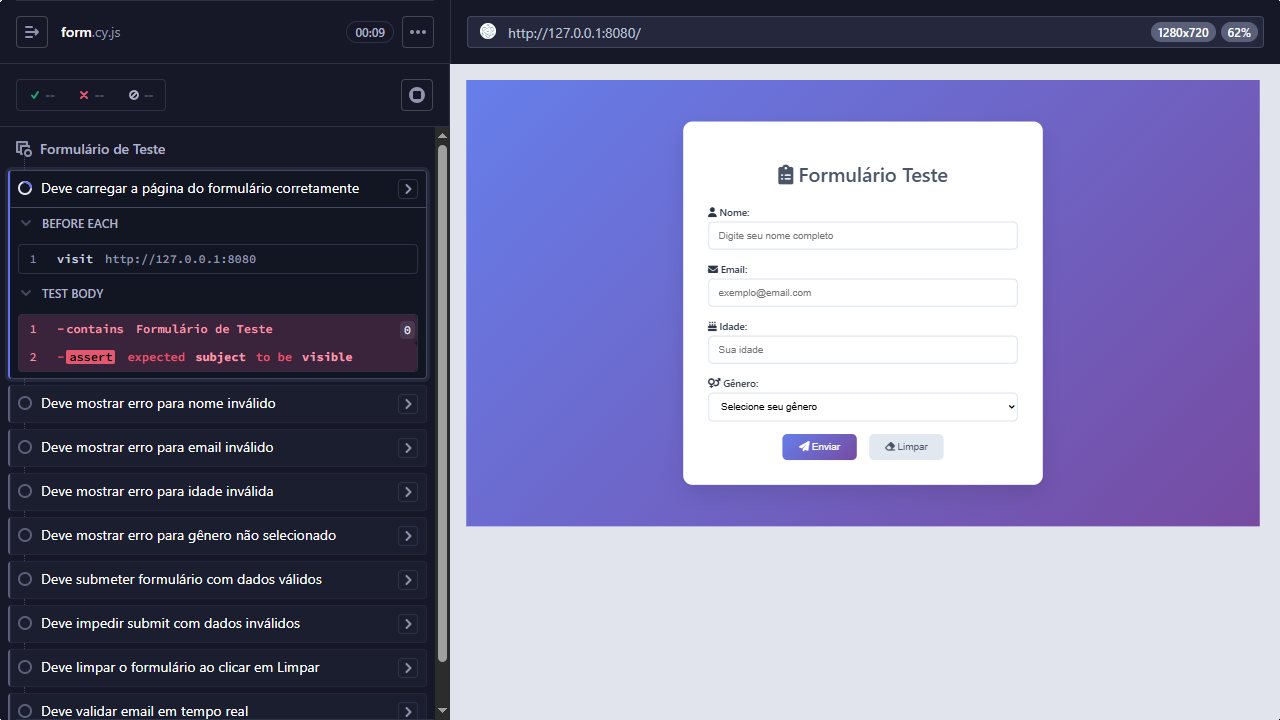 form.cy.js
00:09
http://127.0.0.1:8080/
1280x720
62%
--
--
--
Formulário de Teste
Deve carregar a página do formulário corretamente
BEFORE EACH
1 visit http://127.0.0.1:8080
TEST BODY
1 -contains Formulário de Teste 0
2 -assert expected subject to be visible
Deve mostrar erro para nome inválido
Deve mostrar erro para email inválido
Deve mostrar erro para idade inválida
Deve mostrar erro para gênero não selecionado
Deve submeter formulário com dados válidos
Deve impedir submit com dados inválidos
Deve limpar o formulário ao clicar em Limpar
Deve validar email em tempo real
Formulário Teste
Nome:
Digite seu nome completo
Email:
exemplo@email.com
Idade:
Sua idade
Gênero:
Selecione seu gênero
Enviar
Limpar